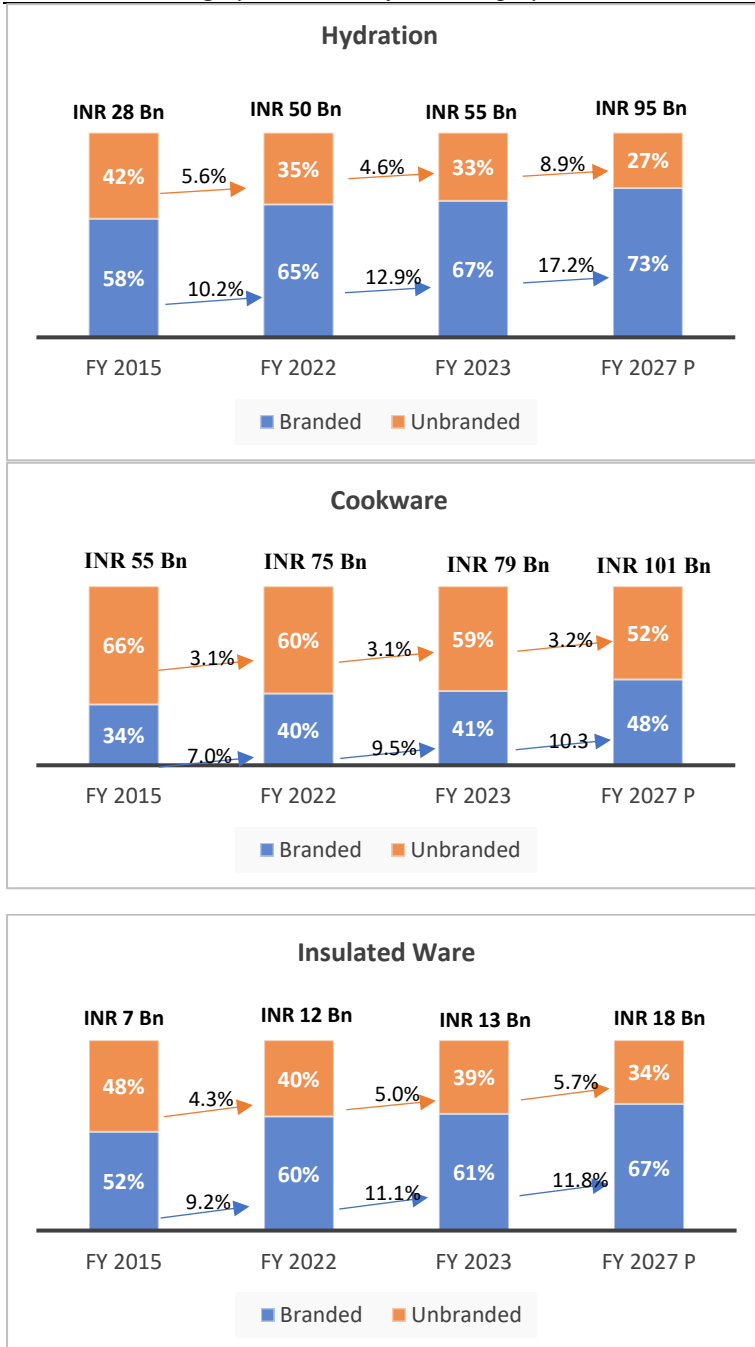 Hydration
INR 28 Bn INR 50 Bn INR 55 Bn INR 95 Bn
42% 5.6% 35% 4.6% 33% 8.9% 27%
58% 10.2% 65% 12.9% 67% 17.2% 73%
FY 2015 FY 2022 FY 2023 FY 2027 P
Branded Unbranded
Cookware
INR 55 Bn INR 75 Bn INR 79 Bn INR 101 Bn
66% 3.1% 60% 3.1% 59% 3.2% 52%
34% 7.0% 40% 9.5% 41% 10.3 48%
FY 2015 FY 2022 FY 2023 FY 2027 P
Branded Unbranded
Insulated Ware
INR 7 Bn INR 12 Bn INR 13 Bn INR 18 Bn
48% 4.3% 40% 5.0% 39% 5.7% 34%
52% 9.2% 60% 11.1% 61% 11.8% 67%
FY 2015 FY 2022 FY 2023 FY 2027 P
Branded Unbranded